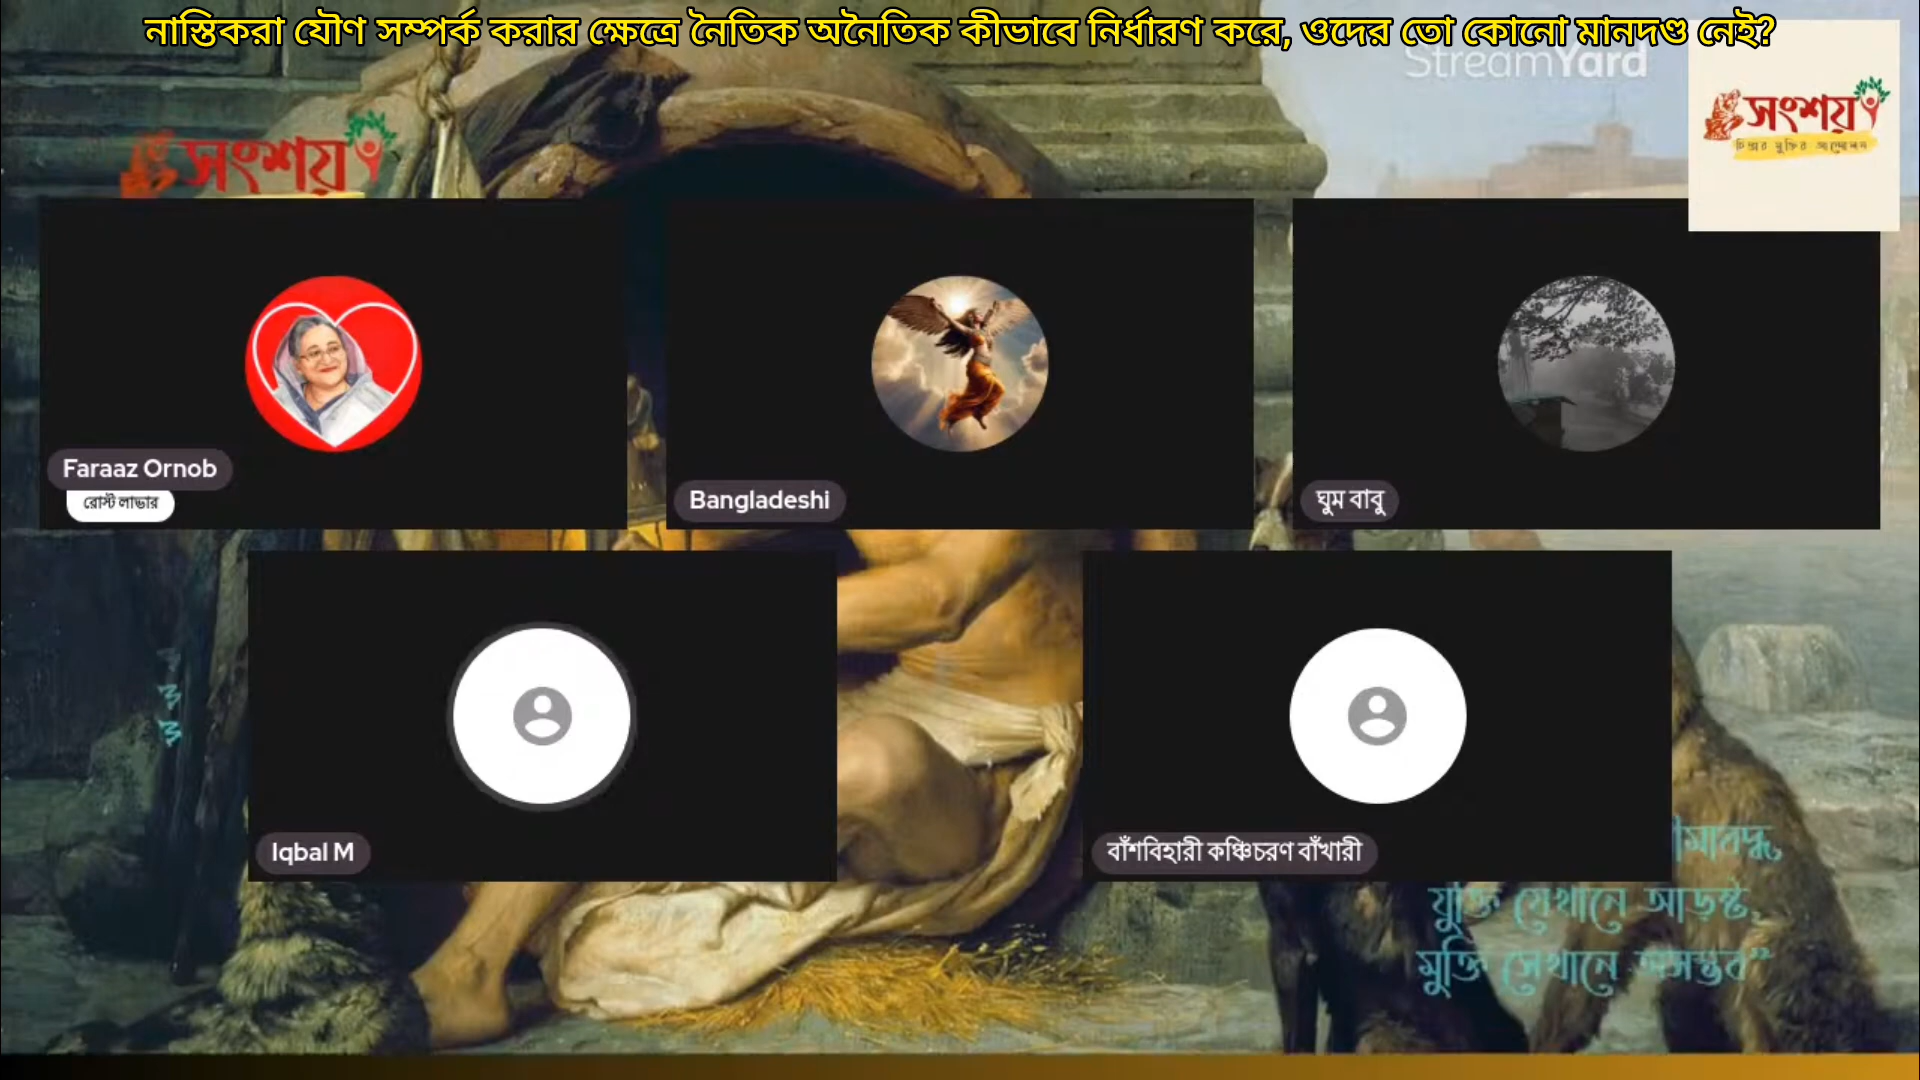 নাস্তিকরা যৌণ সম্পর্ক করার ক্ষেত্রে নৈতিক অনৈতিক কীভাবে নির্ধারণ করে, ওদের তো কোনো মানদণ্ড নেই?
StreamYard
সংশয়
চিন্তার মুক্তির আন্দোলন
সংশয়
Faraaz Ornob
রোস্ট লাভার
Bangladeshi
ঘুম বাবু
Iqbal M
বাঁশবিহারী কঞ্চিচরণ বাঁখারী
যুক্তি যেখানে আড়ষ্ট,
মুক্তি সেখানে অসম্ভব”